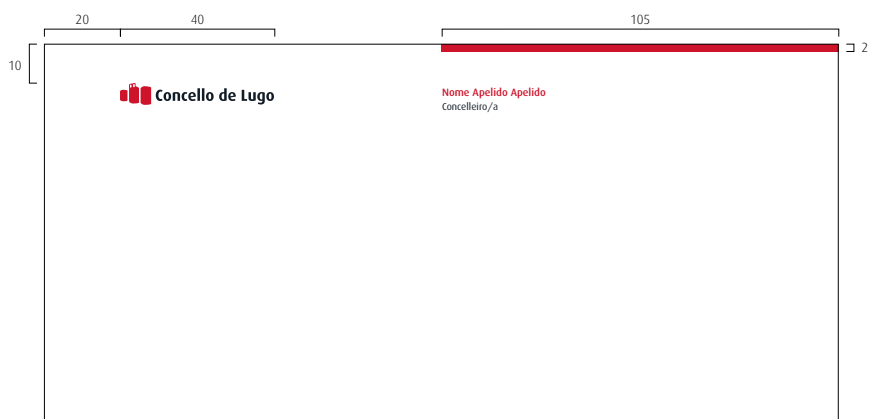 20 40 105
2
10
Concello de Lugo
Nome Apelido Apelido
Concelleiro/a